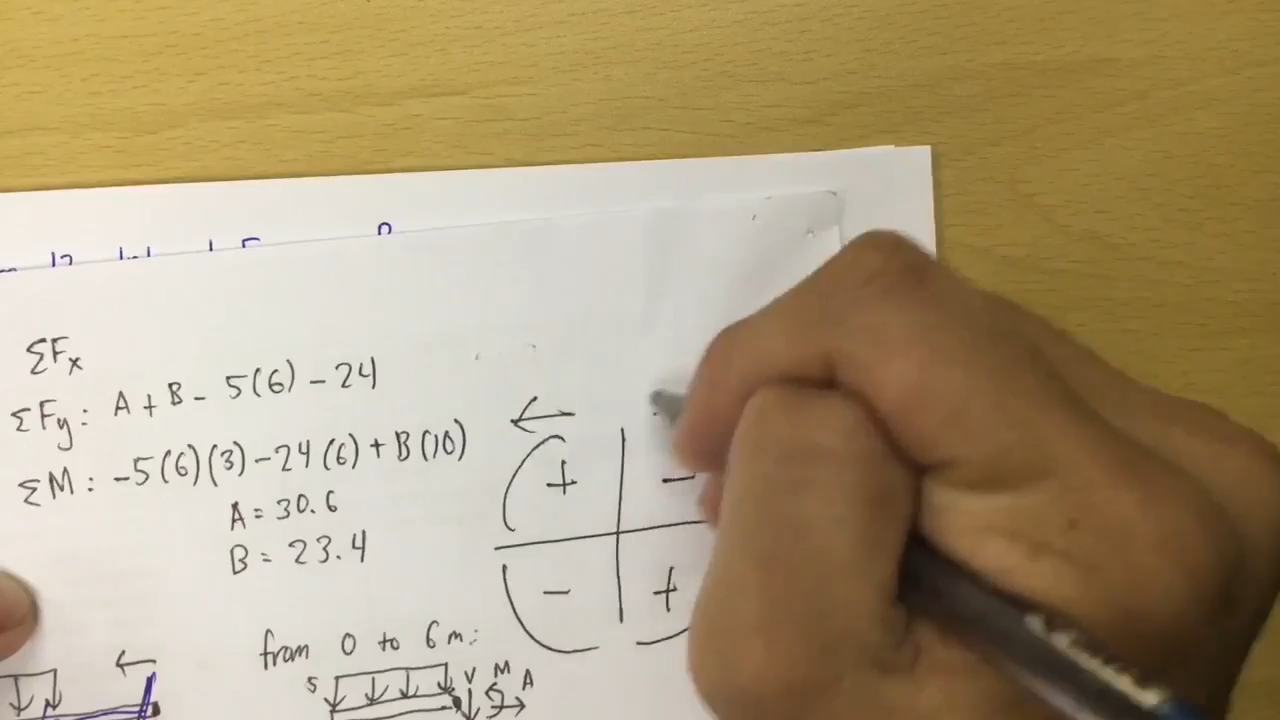 ΣFx
ΣFy: A + B - 5(6) - 24
ΣM: -5(6)(3) - 24(6) + B(10)
A = 30.6
B = 23.4
+ -
- +
from 0 to 6m:
5 V M A